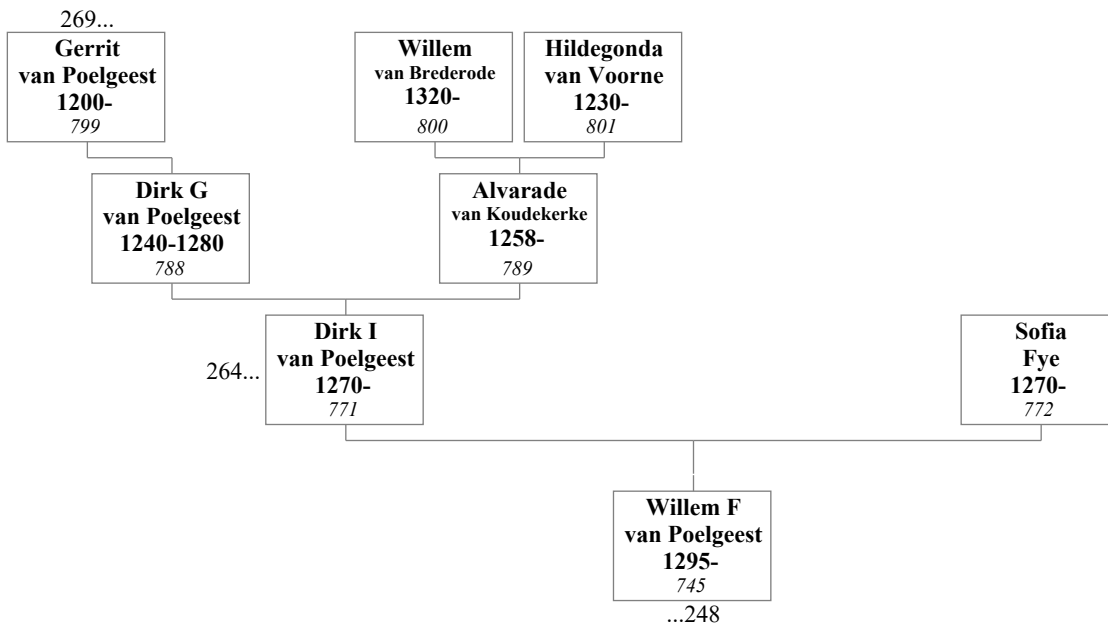 269...
Gerrit
van Poelgeest
1200-
799
Willem
van Brederode
1320-
800
Hildegonda
van Voorne
1230-
801
Dirk G
van Poelgeest
1240-1280
788
Alvarade
van Koudekerke
1258-
789
264...
Dirk I
van Poelgeest
1270-
771
Sofia
Fye
1270-
772
Willem F
van Poelgeest
1295-
745
...248